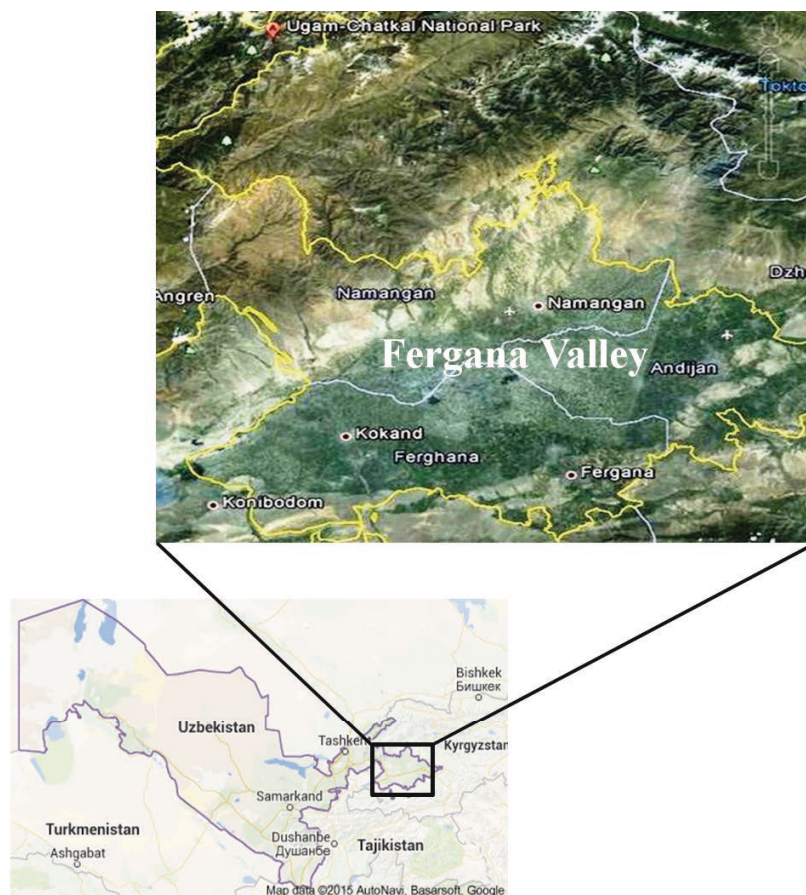 Ugam-Chatkal National Park
Tokto
Angren
Namangan
Namangan
Dzh
Fergana Valley
Andijan
Kokand
Ferghana
Fergana
Konibodom
Bishkek
Бишкек
Uzbekistan
Tashkent
Kyrgyzstan
Samarkand
Turkmenistan
Dushanbe
Душанбе
Tajikistan
Ashgabat
Map data ©2015 AutoNavi, Basarsoft, Google